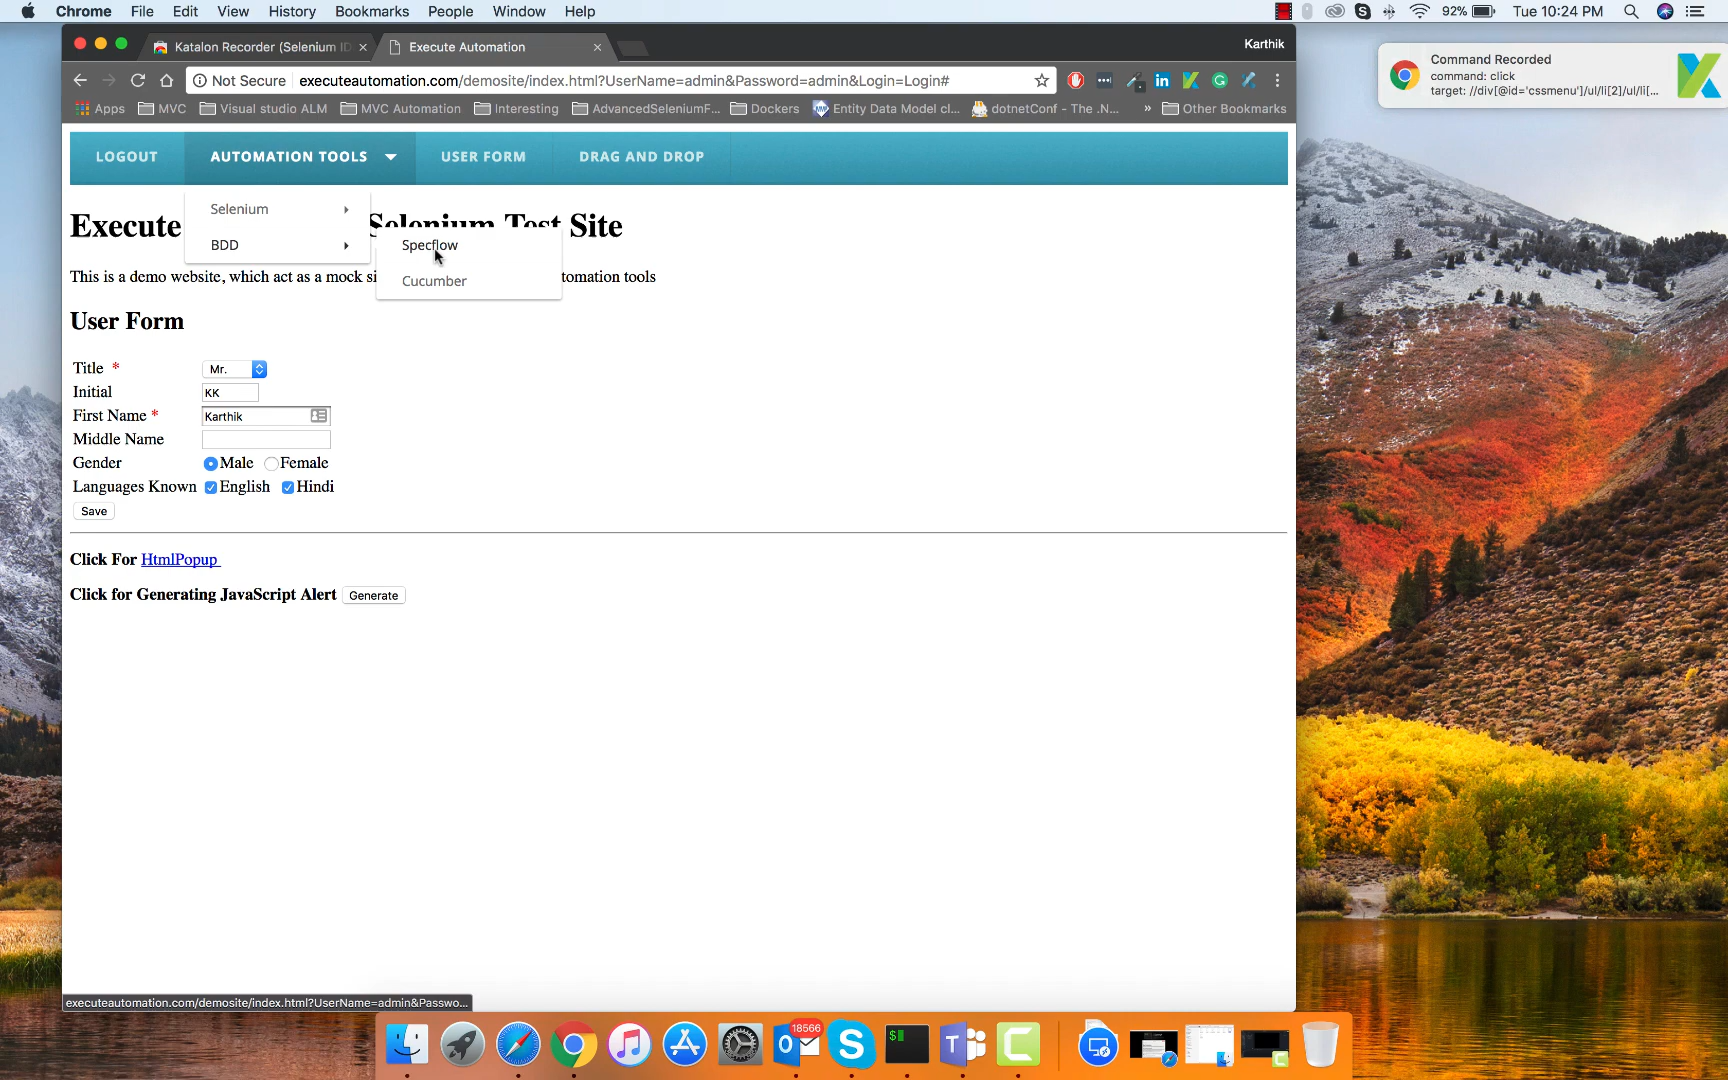 Chrome File Edit View History Bookmarks People Window Help
92% Tue 10:24 PM
Katalon Recorder (Selenium ID
Execute Automation
Karthik
Not Secure executeautomation.com/demosite/index.html?UserName=admin&Password=admin&Login=Login#
Apps MVC Visual studio ALM MVC Automation Interesting AdvancedSeleniumF... Dockers Entity Data Model cl... dotnetConf - The .N... » Other Bookmarks
Command Recorded
command: click
target: //div[@id='cssmenu']/ul/li[2]/ul/li[...
LOGOUT AUTOMATION TOOLS USER FORM DRAG AND DROP
Selenium
BDD
Specflow
Cucumber
Execute Selenium Test Site
This is a demo website, which act as a mock si tomation tools
User Form
Title * Mr.
Initial KK
First Name * Karthik
Middle Name
Gender Male Female
Languages Known English Hindi
Save
Click For HtmlPopup
Click for Generating JavaScript Alert Generate
executeautomation.com/demosite/index.html?UserName=admin&Passwo...
18566